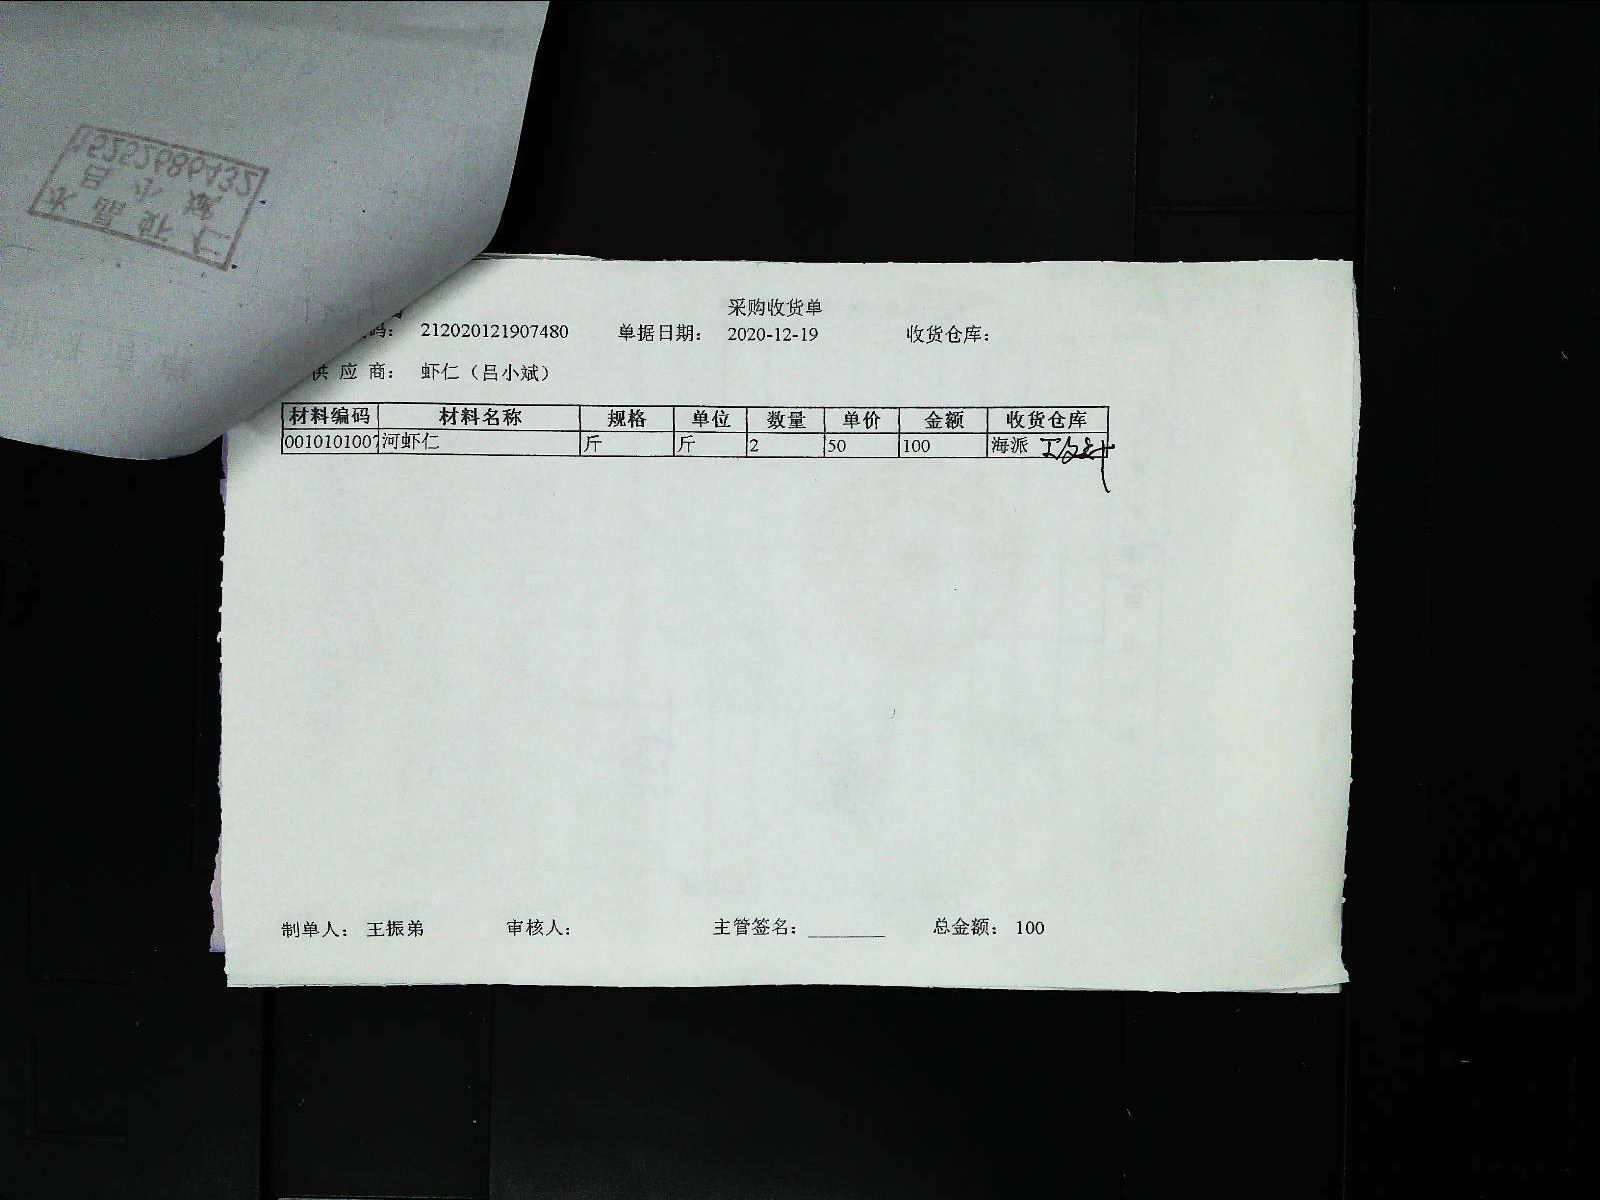 采购收货单
码： 212020121907480 单据日期： 2020-12-19 收货仓库：
供 应 商： 虾仁（吕小斌）
材料编码 材料名称 规格 单位 数量 单价 金额 收货仓库
0010101007 河虾仁 斤 斤 2 50 100 海派
制单人： 王振弟 审核人： 主管签名：________ 总金额： 100